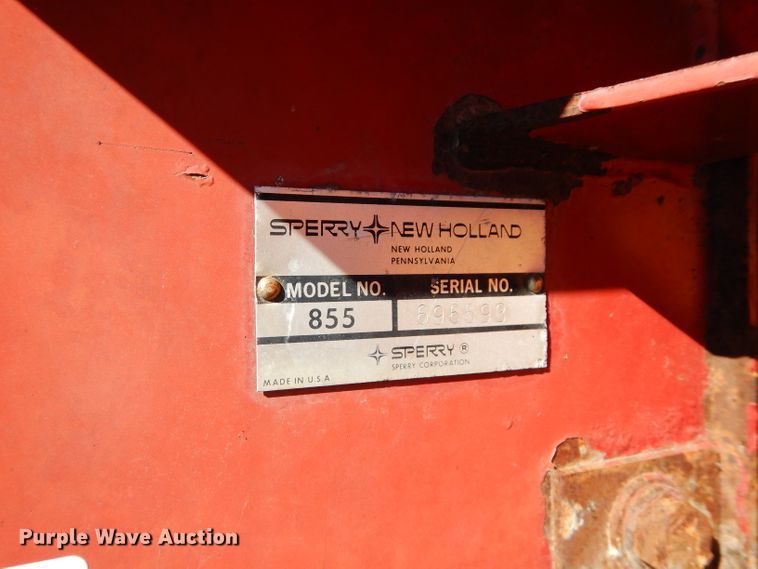 SPERRY NEW HOLLAND
NEW HOLLAND
PENNSYLVANIA
MODEL NO. SERIAL NO.
855
SPERRY ®
SPERRY CORPORATION
MADE IN U.S.A
Purple Wave Auction